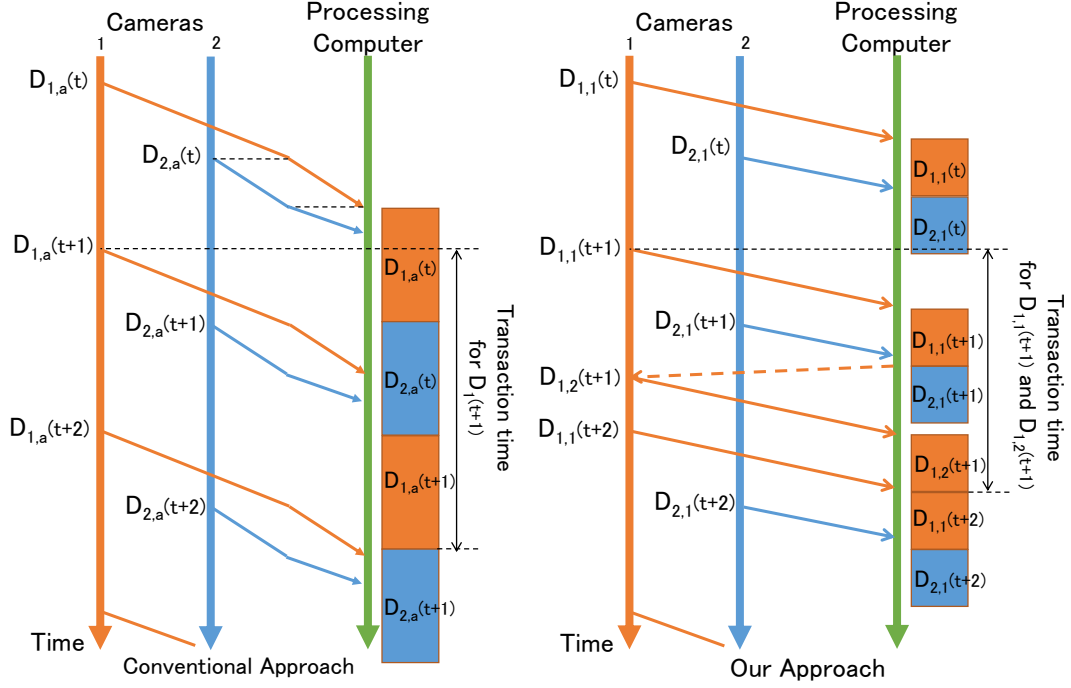 Cameras
1
2
Processing
Computer
D1,a(t)
D2,a(t)
D1,a(t+1)
D2,a(t+1)
D1,a(t+2)
D2,a(t+2)
D1,a(t)
D2,a(t)
D1,a(t+1)
D2,a(t+1)
Transaction time
for D1(t+1)
Time
Conventional Approach
Cameras
1
2
Processing
Computer
D1,1(t)
D2,1(t)
D1,1(t+1)
D2,1(t+1)
D1,2(t+1)
D1,1(t+2)
D2,1(t+2)
D1,1(t)
D2,1(t)
D1,1(t+1)
D2,1(t+1)
D1,2(t+1)
D1,1(t+2)
D2,1(t+2)
Transaction time
for D1,1(t+1) and D1,2(t+1)
Time
Our Approach